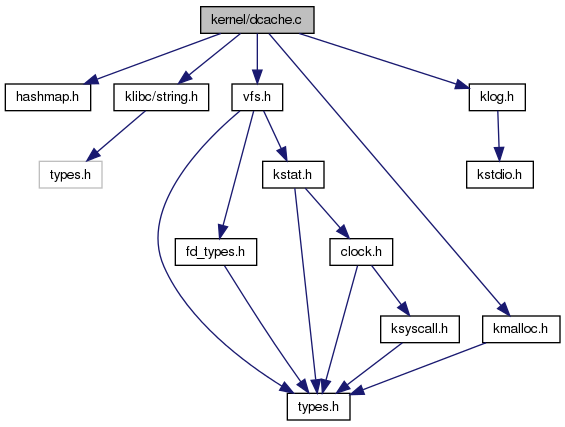 kernel/dcache.c
hashmap.h
klibc/string.h
vfs.h
klog.h
types.h
kstat.h
kstdio.h
fd_types.h
clock.h
ksyscall.h
kmalloc.h
types.h